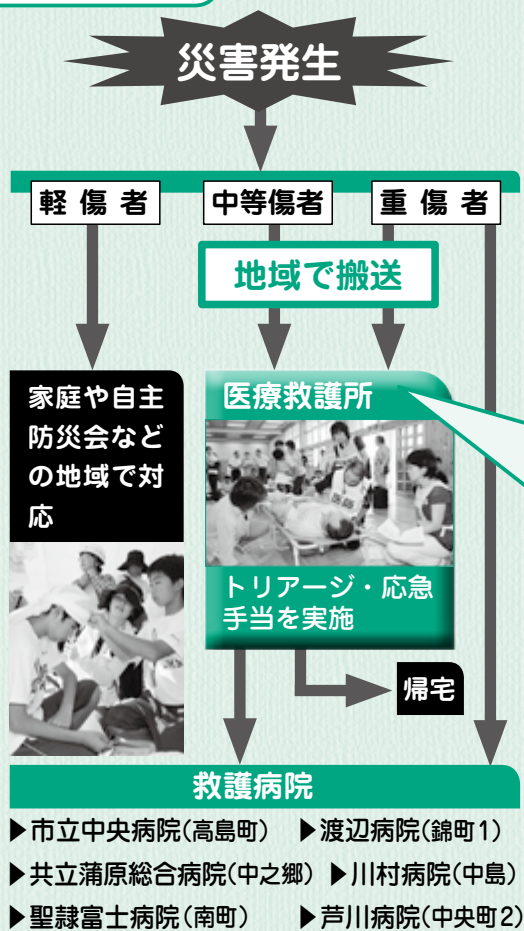 災害発生
軽傷者 中等傷者 重傷者
地域で搬送
家庭や自主
防災会など
の地域で対
応
医療救護所
トリアージ・応急
手当を実施
帰宅
救護病院
▶市立中央病院(高島町) ▶渡辺病院(錦町1)
▶共立蒲原総合病院(中之郷) ▶川村病院(中島)
▶聖隷富士病院(南町) ▶芦川病院(中央町2)